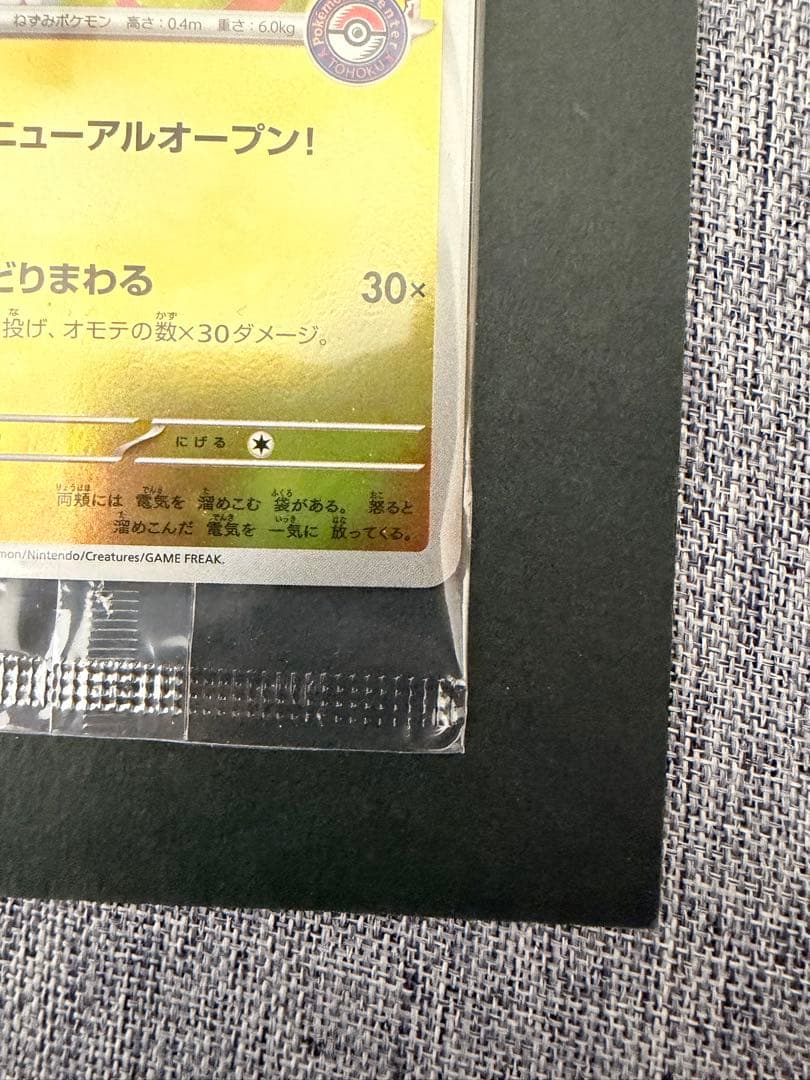 ねずみポケモン 高さ：0.4m 重さ：6.0kg
Pokémon Center
TOHOKU
ニューアルオープン！
どりまわる 30×
投げ、オモテの数×30ダメージ。
にげる
両頬には 電気を 溜めこむ 袋がある。 怒ると
溜めこんだ 電気を 一気に 放ってくる。
mon/Nintendo/Creatures/GAME FREAK.